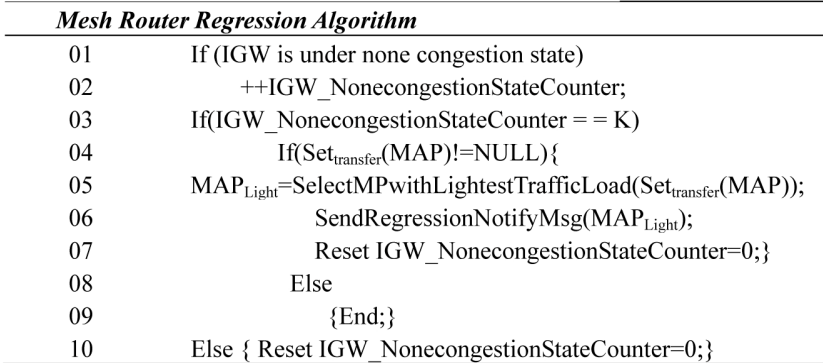 Mesh Router Regression Algorithm
01 If (IGW is under none congestion state)
02 ++IGW_NonecongestionStateCounter;
03 If(IGW_NonecongestionStateCounter = = K)
04 If(Settransfer(MAP)!=NULL){
05 MAPLight=SelectMPwithLightestTrafficLoad(Settransfer(MAP));
06 SendRegressionNotifyMsg(MAPLight);
07 Reset IGW_NonecongestionStateCounter=0;}
08 Else
09 {End;}
10 Else { Reset IGW_NonecongestionStateCounter=0;}